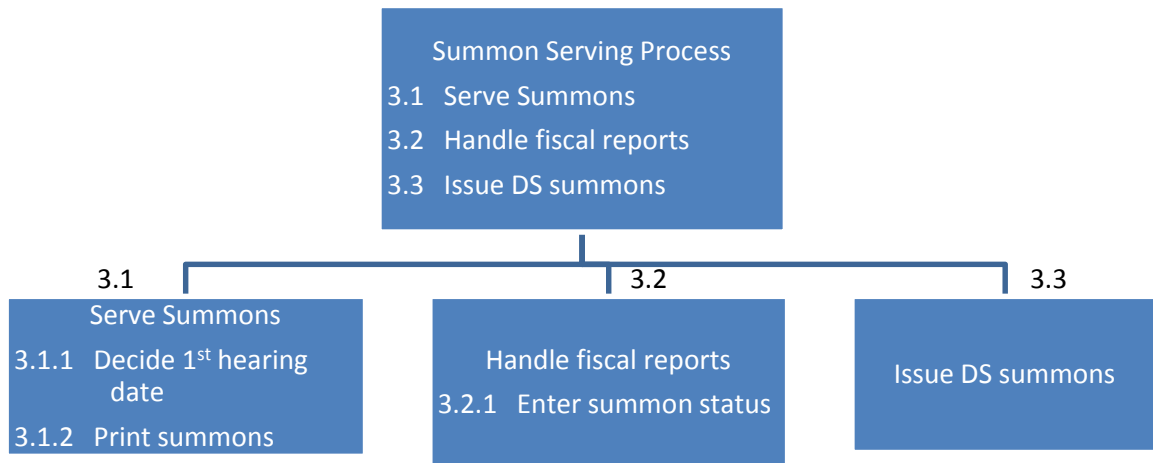 Summon Serving Process
3.1 Serve Summons
3.2 Handle fiscal reports
3.3 Issue DS summons
3.1
3.2
3.3
Serve Summons
3.1.1 Decide 1st hearing
date
3.1.2 Print summons
Handle fiscal reports
3.2.1 Enter summon status
Issue DS summons